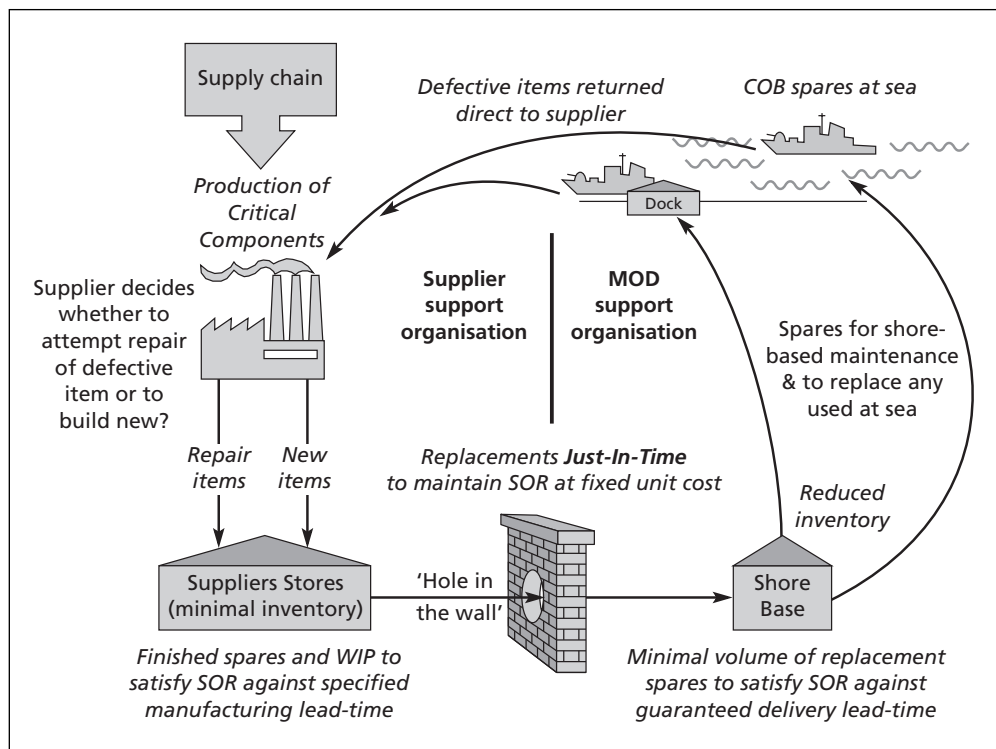 Supply chain
Defective items returned
direct to supplier
COB spares at sea
Production of
Critical
Components
Dock
Supplier decides
whether to
attempt repair
of defective
item or to
build new?
Supplier
support
organisation
MOD
support
organisation
Spares for shore-
based maintenance
& to replace any
used at sea
Repair
items
New
items
Replacements Just-In-Time
to maintain SOR at fixed unit cost
Reduced
inventory
Suppliers Stores
(minimal inventory)
'Hole in
the wall'
Shore
Base
Finished spares and WIP to
satisfy SOR against specified
manufacturing lead-time
Minimal volume of replacement
spares to satisfy SOR against
guaranteed delivery lead-time